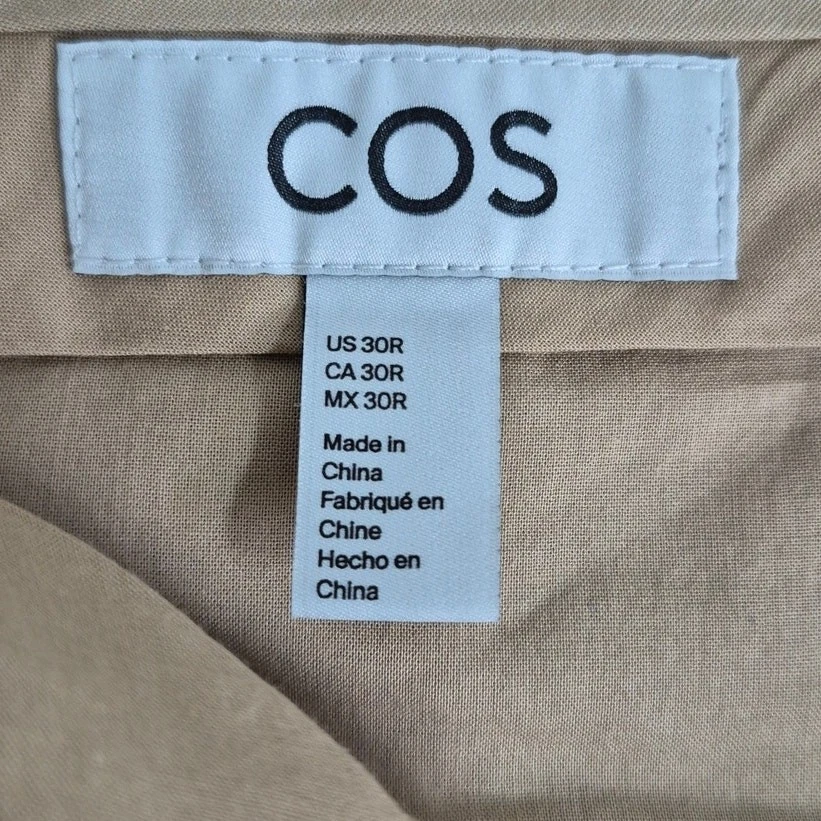 COS
US 30R
CA 30R
MX 30R
Made in
China
Fabriqué en
Chine
Hecho en
China